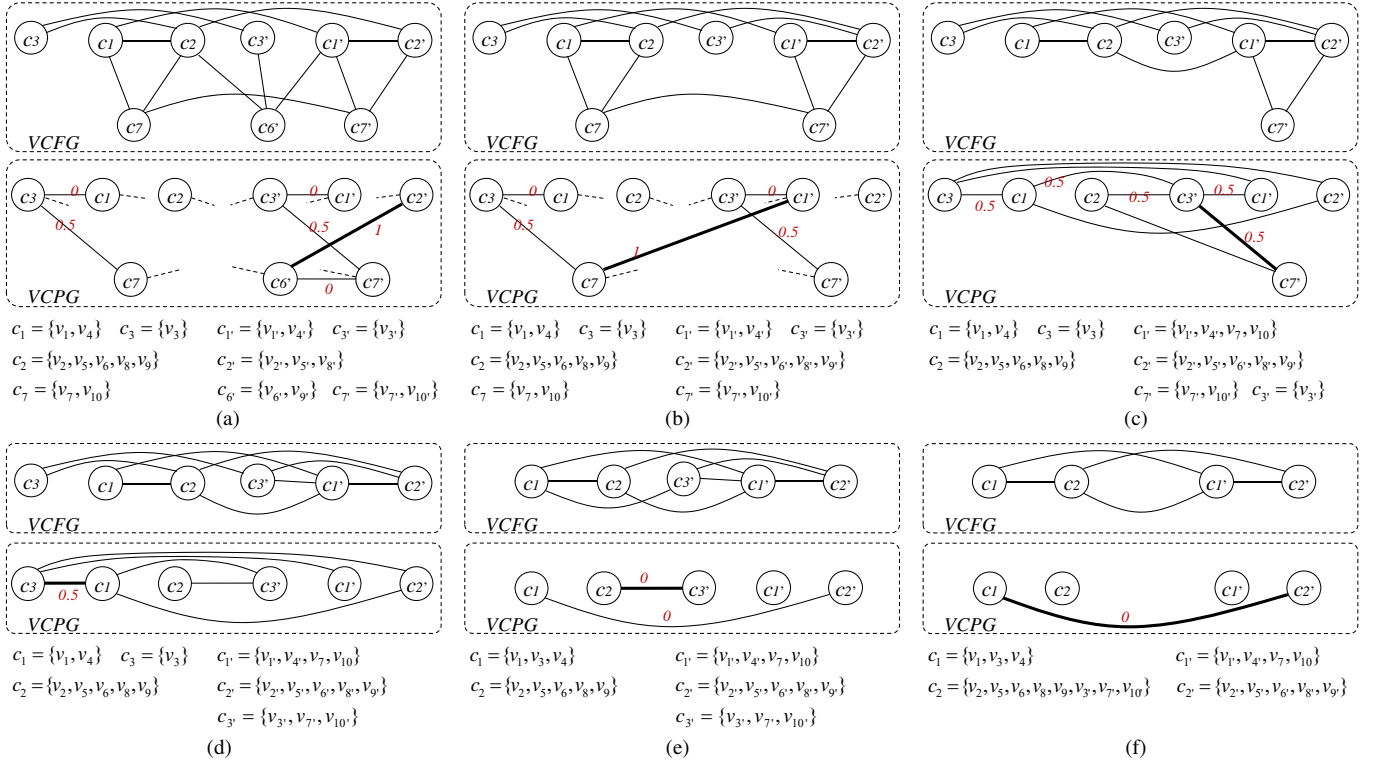 c3 c1 c2 c3' c1' c2'
c7 c6' c7'
VCFG
c3 0 c1 c2 c3' 0 c1' c2'
0.5 0.5 1
c7 c6' 0 c7'
VCPG
c₁ = {v₁, v₄} c₃ = {v₃} c₁' = {v₁', v₄'} c₃' = {v₃'}
c₂ = {v₂, v₅, v₆, v₈, v₉} c₂' = {v₂', v₅', v₈'}
c₇ = {v₇, v₁₀} c₆' = {v₆', v₉'} c₇' = {v₇', v₁₀'}
(a)
c3 c1 c2 c3' c1' c2'
c7 c7'
VCFG
c3 0 c1 c2 c3' 0 c1' c2'
0.5 1 0.5
c7 c7'
VCPG
c₁ = {v₁, v₄} c₃ = {v₃} c₁' = {v₁', v₄'} c₃' = {v₃'}
c₂ = {v₂, v₅, v₆, v₈, v₉} c₂' = {v₂', v₅', v₆', v₈', v₉'}
c₇ = {v₇, v₁₀} c₇' = {v₇', v₁₀'}
(b)
c3 c1 c2 c3' c1' c2'
c7'
VCFG
c3 0.5 c1 0.5 c2 0.5 c3' 0.5 c1' c2'
0.5
c7'
VCPG
c₁ = {v₁, v₄} c₃ = {v₃} c₁' = {v₁', v₄', v₇, v₁₀}
c₂ = {v₂, v₅, v₆, v₈, v₉} c₂' = {v₂', v₅', v₆', v₈', v₉'}
c₇' = {v₇', v₁₀'} c₃' = {v₃'}
(c)
c3 c1 c2 c3' c1' c2'
VCFG
c3 0.5 c1 c2 c3' c1' c2'
VCPG
c₁ = {v₁, v₄} c₃ = {v₃} c₁' = {v₁', v₄', v₇, v₁₀}
c₂ = {v₂, v₅, v₆, v₈, v₉} c₂' = {v₂', v₅', v₆', v₈', v₉'}
c₃' = {v₃', v₇', v₁₀'}
(d)
c1 c2 c3' c1' c2'
VCFG
c1 c2 0 c3' c1' c2'
0
VCPG
c₁ = {v₁, v₃, v₄} c₁' = {v₁', v₄', v₇, v₁₀}
c₂ = {v₂, v₅, v₆, v₈, v₉} c₂' = {v₂', v₅', v₆', v₈', v₉'}
c₃' = {v₃', v₇', v₁₀'}
(e)
c1 c2 c1' c2'
VCFG
c1 c2 c1' c2'
0
VCPG
c₁ = {v₁, v₃, v₄} c₁' = {v₁', v₄', v₇, v₁₀}
c₂ = {v₂, v₅, v₆, v₈, v₉, v₃', v₇', v₁₀'} c₂' = {v₂', v₅', v₆', v₈', v₉'}
(f)